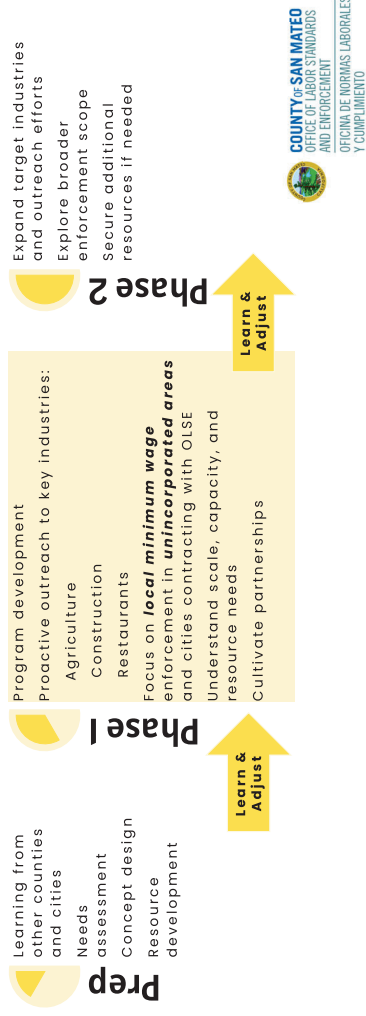 Prep
Learning from
other counties
and cities
Needs
assessment
Concept design
Resource
development
Learn &
Adjust
Phase 1
Program development
Proactive outreach to key industries:
Agriculture
Construction
Restaurants
Focus on local minimum wage
enforcement in unincorporated areas
and cities contracting with OLSE
Understand scale, capacity, and
resource needs
Cultivate partnerships
Learn &
Adjust
Phase 2
Expand target industries
and outreach efforts
Explore broader
enforcement scope
Secure additional
resources if needed
COUNTY OF SAN MATEO
OFFICE OF LABOR STANDARDS
AND ENFORCEMENT
OFICINA DE NORMAS LABORALES
Y CUMPLIMIENTO